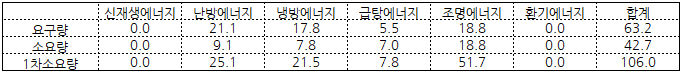 신재생에너지 난방에너지 냉방에너지 급탕에너지 조명에너지 환기에너지 합계
요구량 0.0 21.1 17.8 5.5 18.8 0.0 63.2
소요량 0.0 9.1 7.8 7.0 18.8 0.0 42.7
1차소요량 0.0 25.1 21.5 7.8 51.7 0.0 106.0